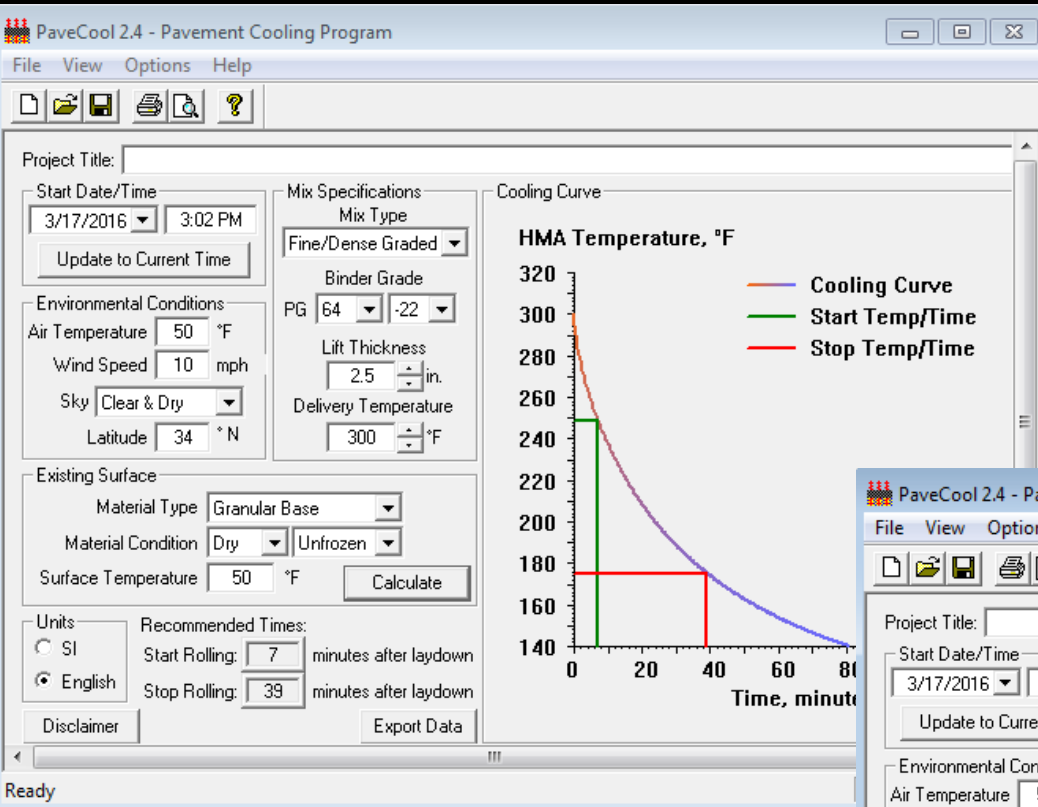 PaveCool 2.4 - Pavement Cooling Program
File View Options Help
Project Title:
Start Date/Time
3/17/2016 3:02 PM
Update to Current Time
Environmental Conditions
Air Temperature 50 °F
Wind Speed 10 mph
Sky Clear & Dry
Latitude 34 ° N
Mix Specifications
Mix Type
Fine/Dense Graded
Binder Grade
PG 64 -22
Lift Thickness
2.5 in.
Delivery Temperature
300 °F
Existing Surface
Material Type Granular Base
Material Condition Dry Unfrozen
Surface Temperature 50 °F Calculate
Units
SI
English
Recommended Times:
Start Rolling: 7 minutes after laydown
Stop Rolling: 39 minutes after laydown
Disclaimer Export Data
Cooling Curve
HMA Temperature, °F
Cooling Curve
Start Temp/Time
Stop Temp/Time
320
300
280
260
240
220
200
180
160
140
0 20 40 60 80
Time, minute
Ready
PaveCool 2.4 - Pa
File View Option
Project Title:
Start Date/Time
3/17/2016
Update to Curre
Environmental Con
Air Temperature